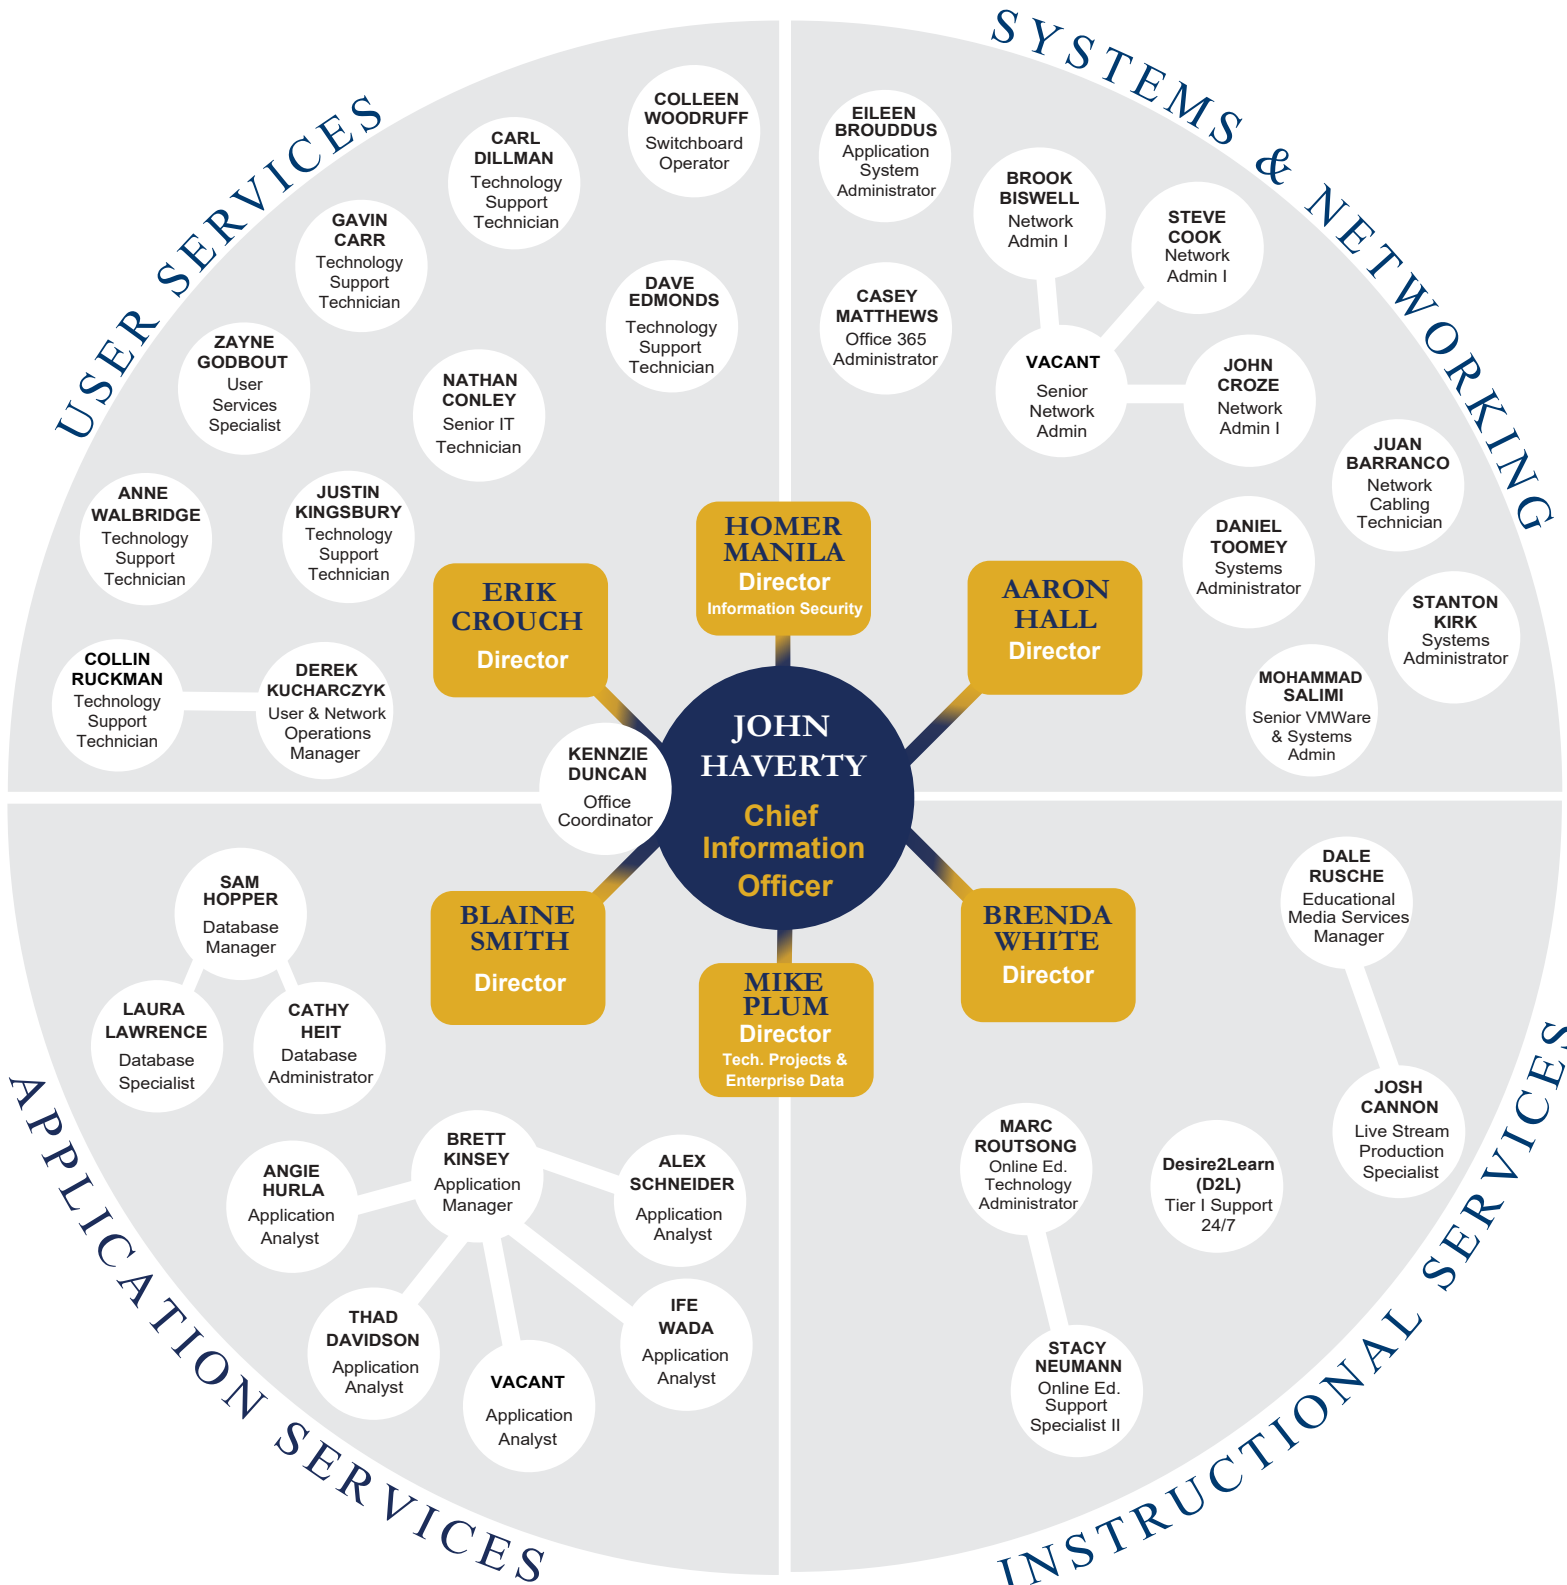 USER SERVICES
COLLEEN
WOODRUFF
Switchboard
Operator
CARL
DILLMAN
Technology
Support
Technician
GAVIN
CARR
Technology
Support
Technician
DAVE
EDMONDS
Technology
Support
Technician
ZAYNE
GODBOUT
User
Services
Specialist
NATHAN
CONLEY
Senior IT
Technician
ANNE
WALBRIDGE
Technology
Support
Technician
JUSTIN
KINGSBURY
Technology
Support
Technician
COLLIN
RUCKMAN
Technology
Support
Technician
DEREK
KUCHARCZYK
User & Network
Operations
Manager
SYSTEMS & NETWORKING
EILEEN
BROUDDUS
Application
System
Administrator
BROOK
BISWELL
Network
Admin I
STEVE
COOK
Network
Admin I
CASEY
MATTHEWS
Office 365
Administrator
VACANT
Senior
Network
Admin
JOHN
CROZE
Network
Admin I
JUAN
BARRANCO
Network
Cabling
Technician
DANIEL
TOOMEY
Systems
Administrator
STANTON
KIRK
Systems
Administrator
MOHAMMAD
SALIMI
Senior VMWare
& Systems
Admin
HOMER
MANILA
Director
Information Security
ERIK
CROUCH
Director
AARON
HALL
Director
JOHN
HAVERTY
Chief
Information
Officer
KENNZIE
DUNCAN
Office
Coordinator
BLAINE
SMITH
Director
MIKE
PLUM
Director
Tech. Projects &
Enterprise Data
BRENDA
WHITE
Director
APPLICATION SERVICES
SAM
HOPPER
Database
Manager
LAURA
LAWRENCE
Database
Specialist
CATHY
HEIT
Database
Administrator
BRETT
KINSEY
Application
Manager
ANGIE
HURLA
Application
Analyst
ALEX
SCHNEIDER
Application
Analyst
THAD
DAVIDSON
Application
Analyst
VACANT
Application
Analyst
IFE
WADA
Application
Analyst
INSTRUCTIONAL SERVICES
DALE
RUSCHE
Educational
Media Services
Manager
JOSH
CANNON
Live Stream
Production
Specialist
MARC
ROUTSONG
Online Ed.
Technology
Administrator
Desire2Learn
(D2L)
Tier I Support
24/7
STACY
NEUMANN
Online Ed.
Support
Specialist II